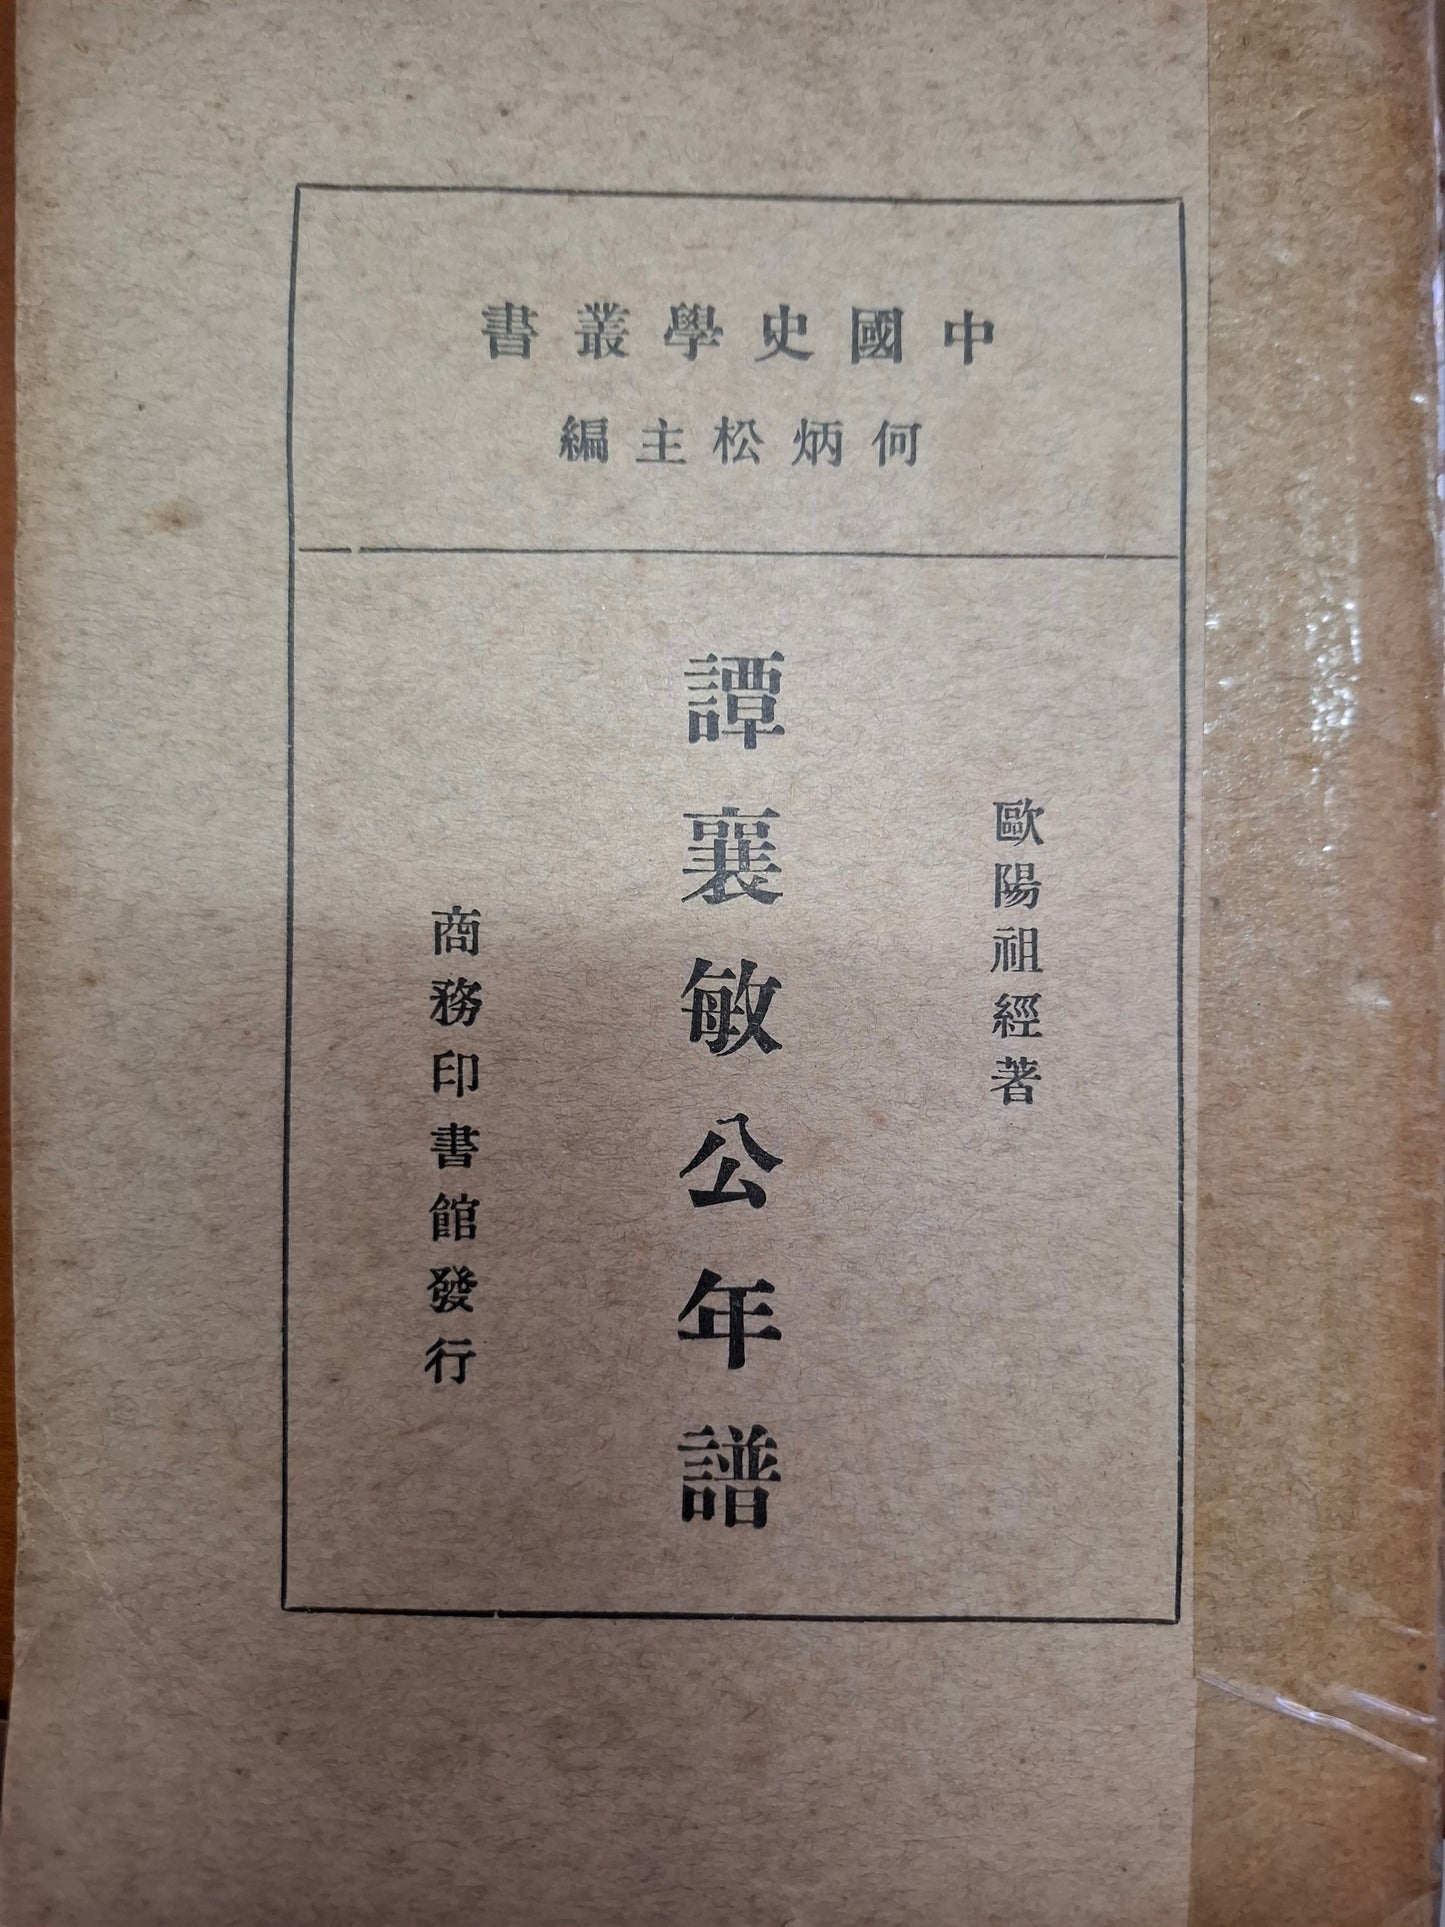 中國史學叢書
何炳松主編
歐陽祖經著
譚襄敏公年譜
商務印書館發行